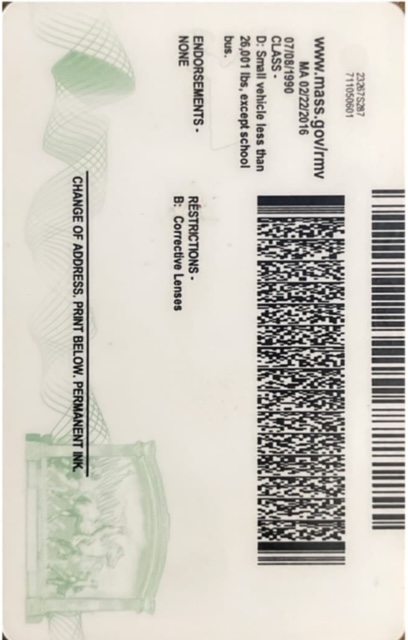 23267S287
711050601
www.mass.gov/rmv
MA 02/22/2016
07/08/1990
CLASS -
D: Small vehicle less than
26,001 lbs, except school
bus.
ENDORSEMENTS -
NONE
RESTRICTIONS -
B: Corrective Lenses
CHANGE OF ADDRESS. PRINT BELOW. PERMANENT INK.